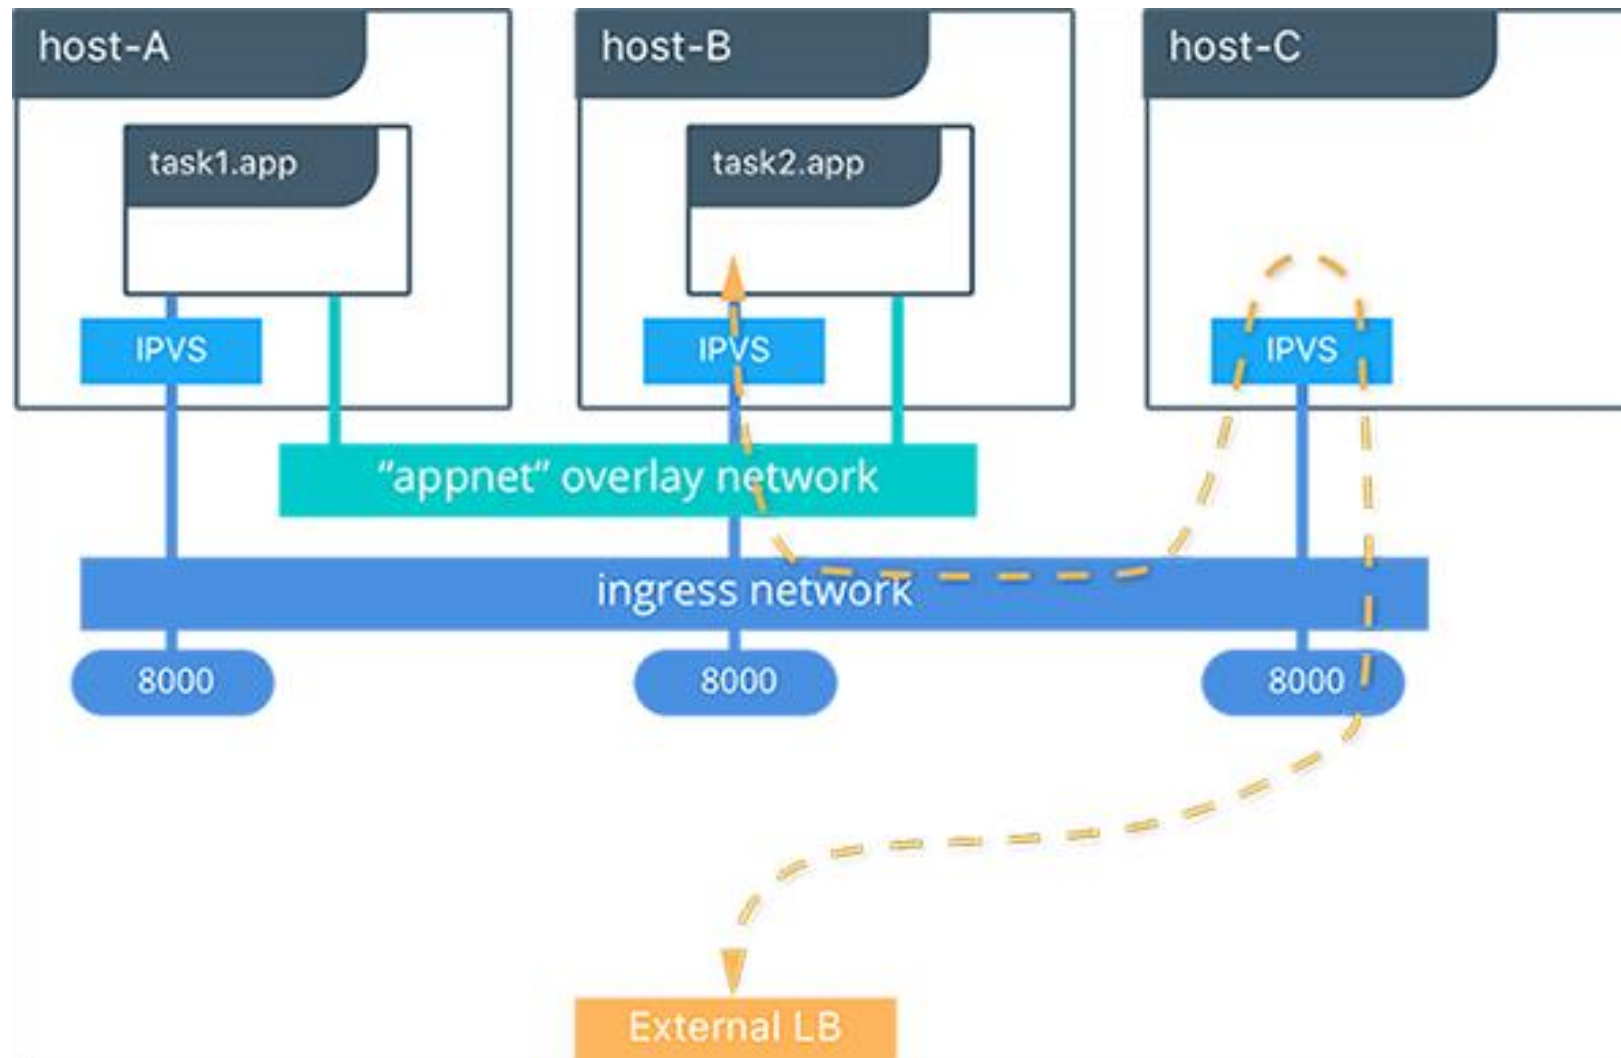 host-A
host-B
host-C
task1.app
task2.app
IPVS
IPVS
IPVS
“appnet“ overlay network
ingress network
8000
8000
8000
External LB